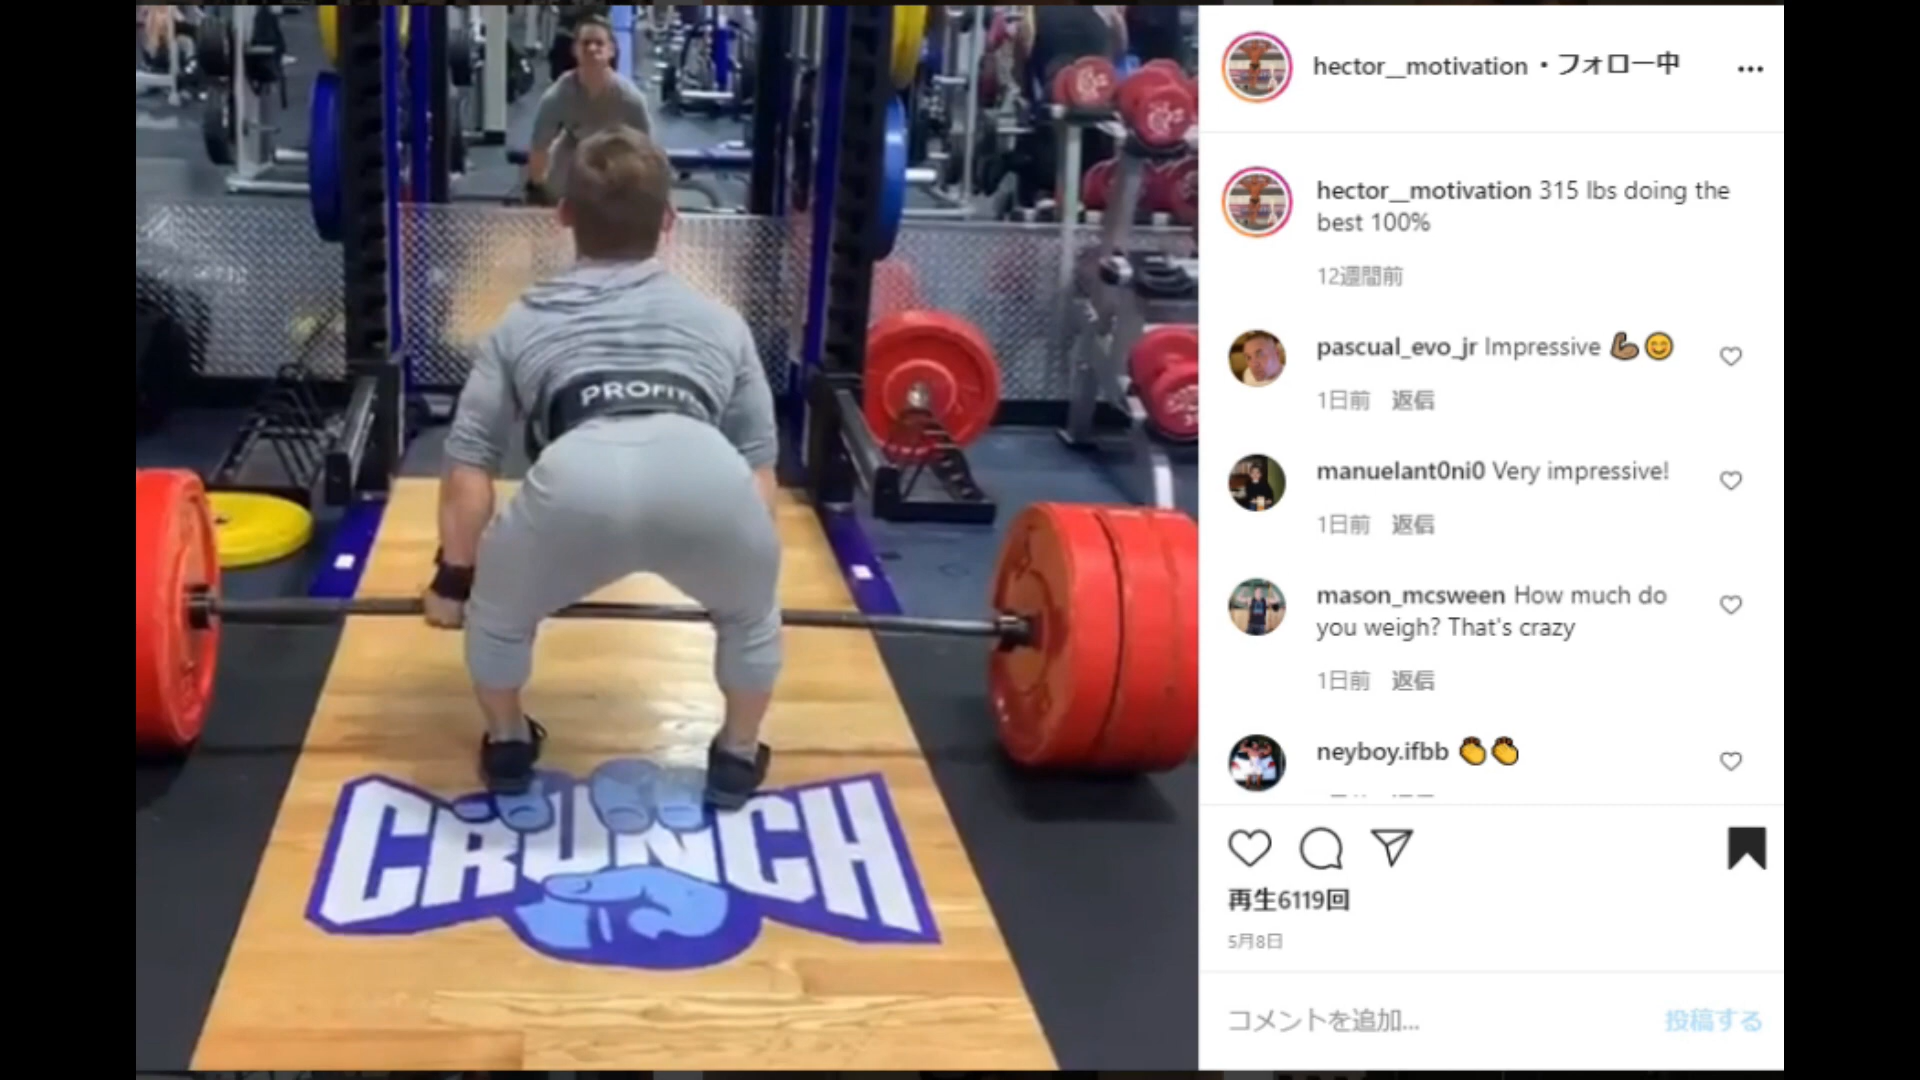 PROFIT
CRUNCH
hector__motivation・フォロー中
hector__motivation 315 lbs doing the
best 100%
12週間前
pascual_evo_jr Impressive 💪😊
1日前 返信
manuelant0ni0 Very impressive!
1日前 返信
mason_mcsween How much do
you weigh? That's crazy
1日前 返信
neyboy.ifbb 👏👏
再生6119回
5月8日
コメントを追加...
投稿する